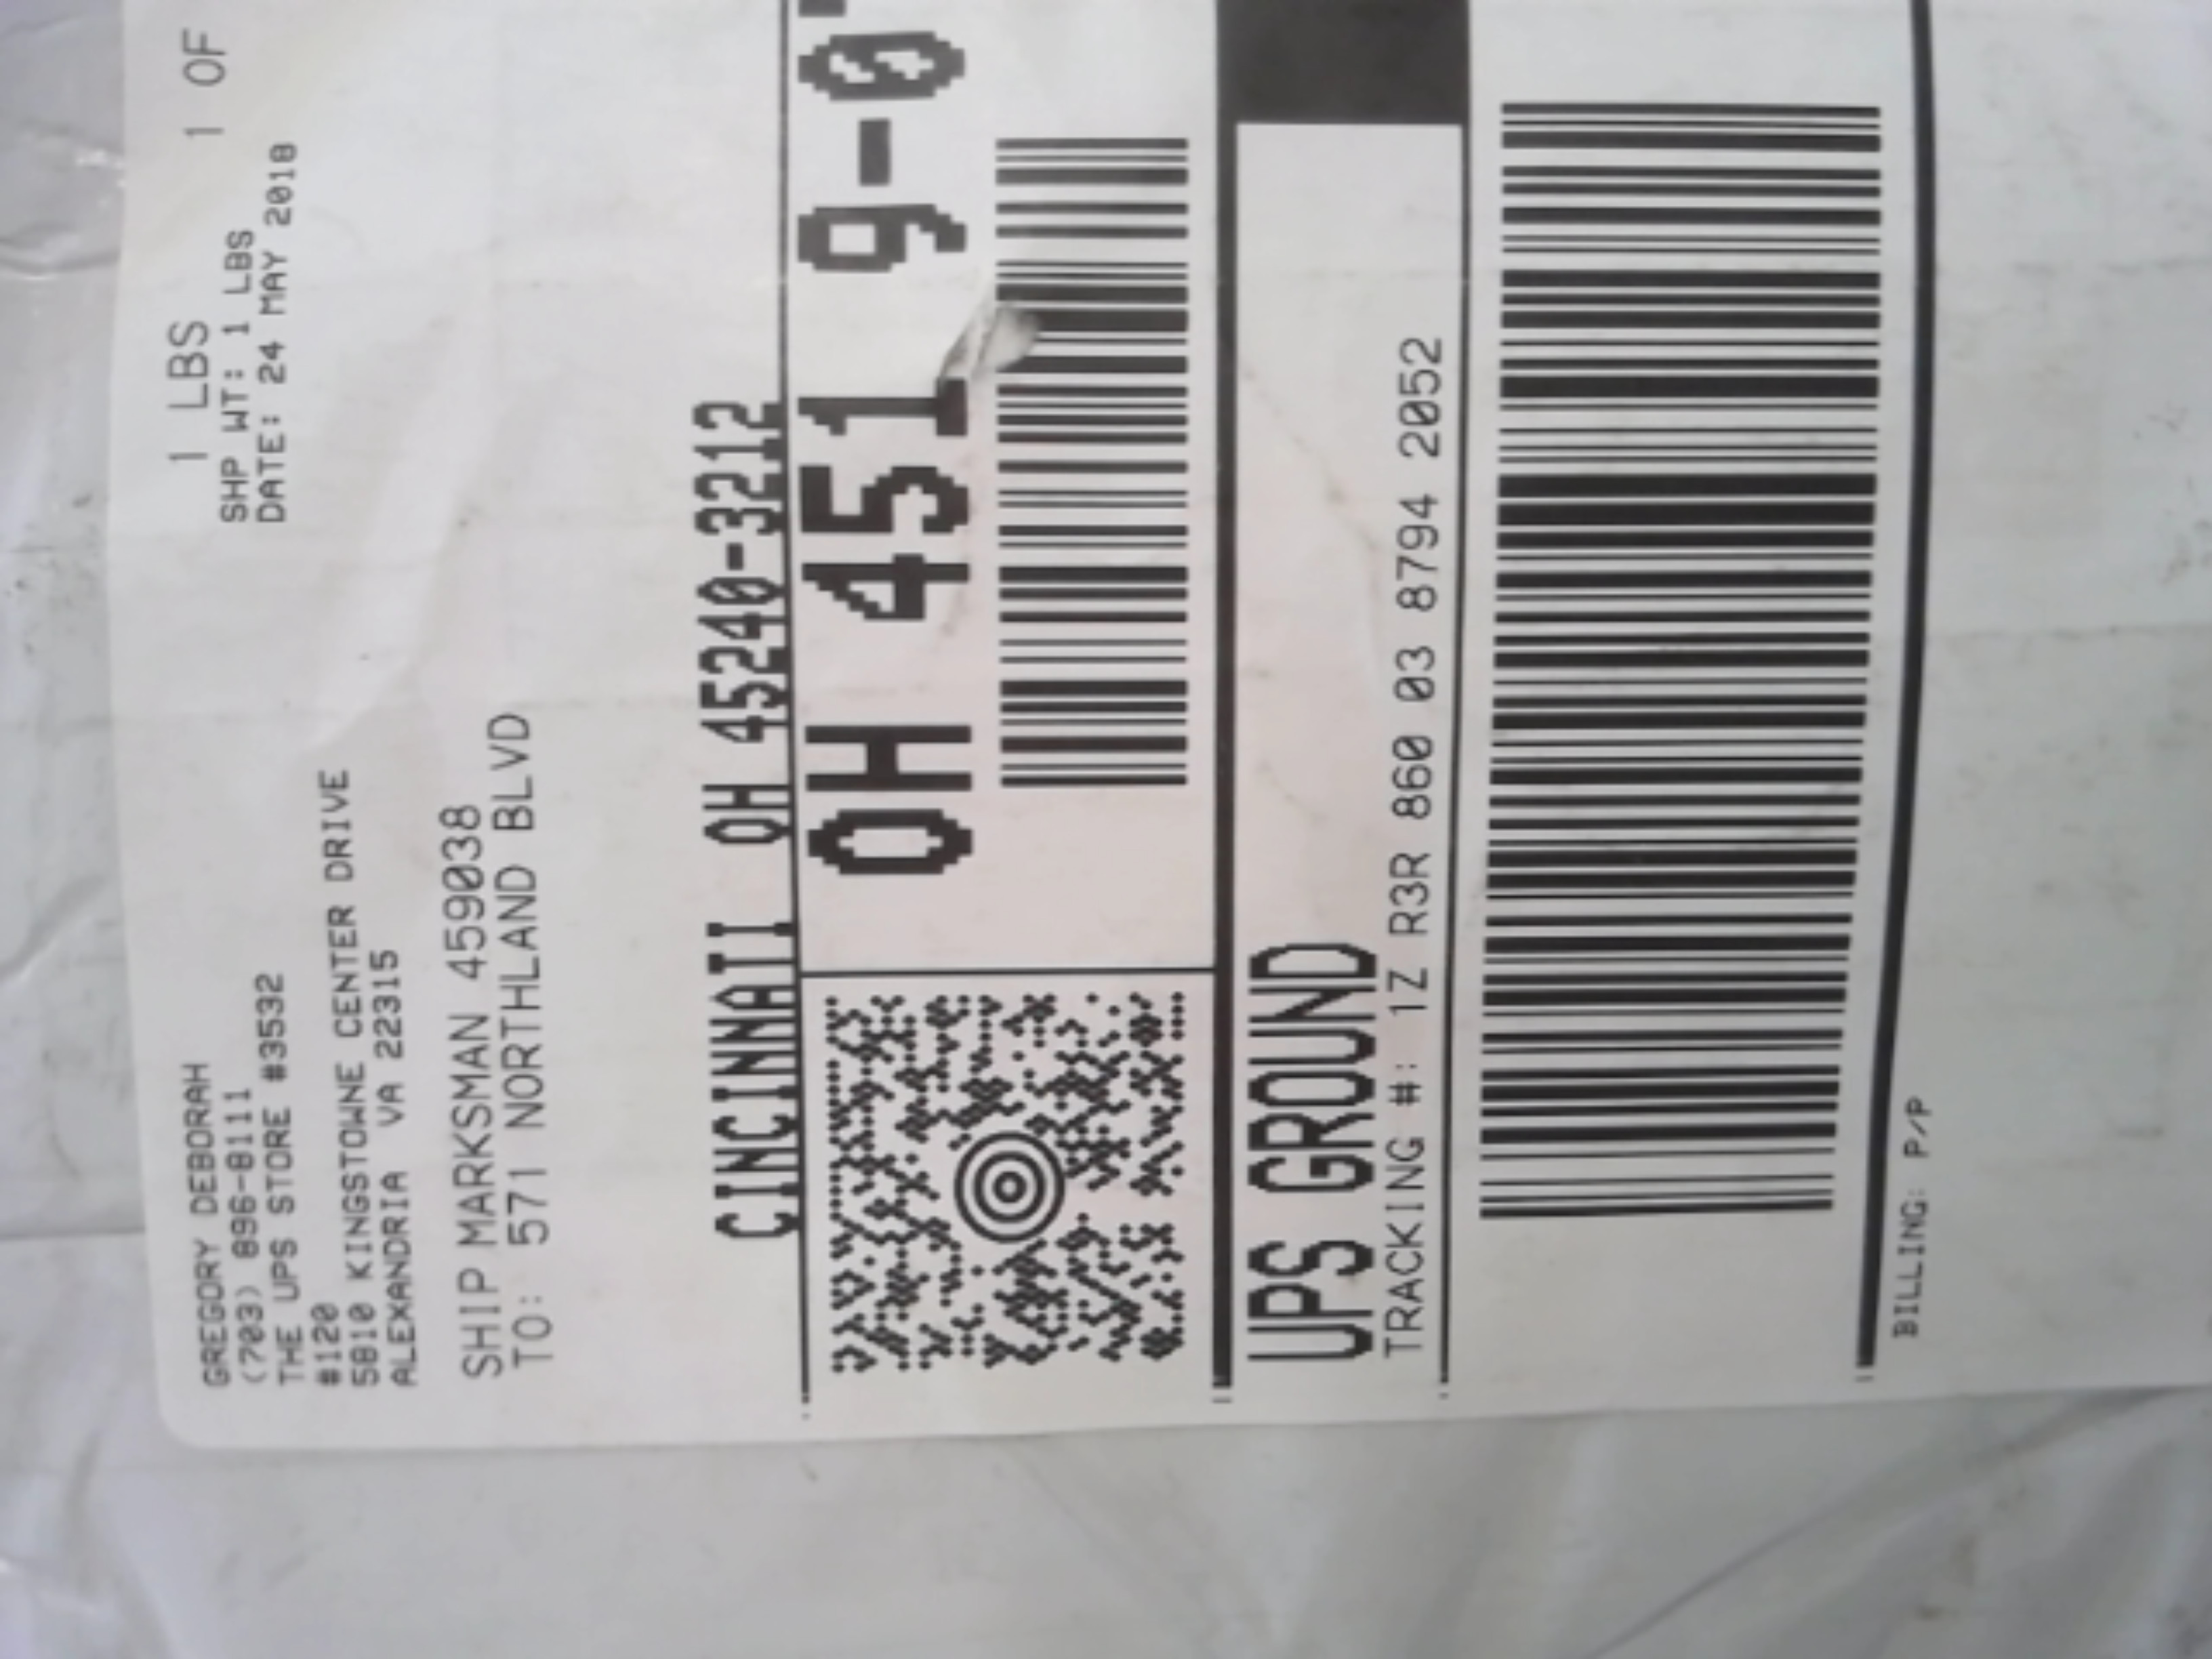 GREGORY DEBORAH
(703) 896-8111
THE UPS STORE #3532
#120
5810 KINGSTOWNE CENTER DRIVE
ALEXANDRIA VA 22315
1 LBS 1 OF
SHP WT: 1 LBS
DATE: 24 MAY 2018
SHIP MARKSMAN 459038
TO: 571 NORTHLAND BLVD
CINCINNATI OH 45240-3212
OH 451 9-0
UPS GROUND
TRACKING #: 1Z R3R 860 03 8794 2052
BILLING: P/P